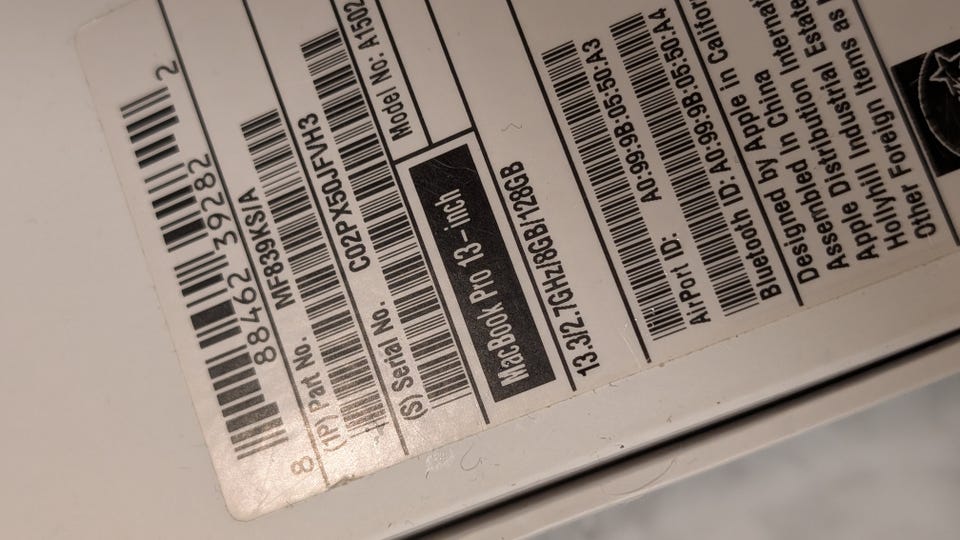 8 88462 39282 2
(1P) Part No. MF839KS/A
(S) Serial No. C02PX50JFVH3
Model No: A1502
MacBook Pro 13-inch
13.3/2.7GHz/8GB/128GB
AirPort ID: A0:99:9B:05:50:A3
Bluetooth ID: A0:99:9B:05:50:A4
Designed by Apple in
Assembled in China
Apple Distribution
Hollyhill Industrial Estate
Other Foreign Items as